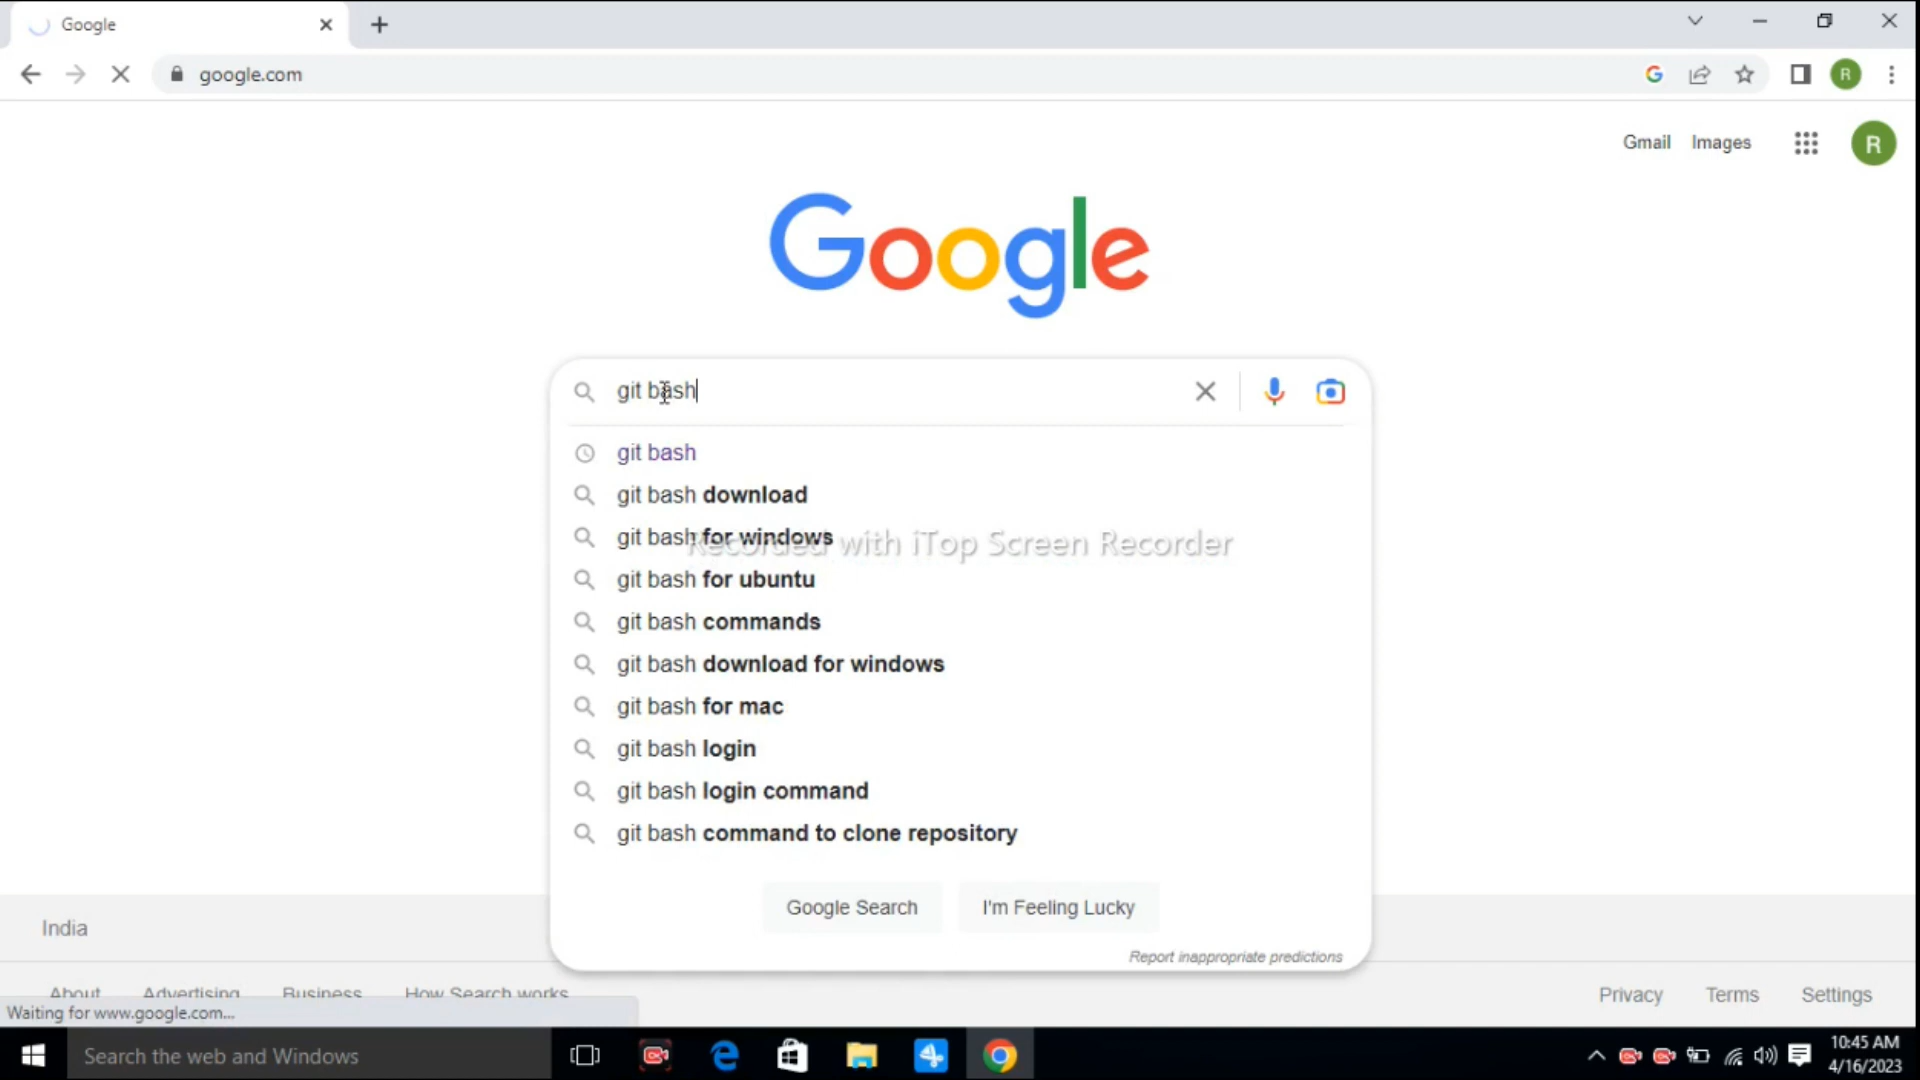 Google
google.com
Gmail Images
R
Google
git bash
git bash
git bash download
git bash for windows
Recorded with iTop Screen Recorder
git bash for ubuntu
git bash commands
git bash download for windows
git bash for mac
git bash login
git bash login command
git bash command to clone repository
Google Search I'm Feeling Lucky
Report inappropriate predictions
India
About Advertising Business How Search works
Privacy Terms Settings
Waiting for www.google.com...
Search the web and Windows
10:45 AM
4/16/2023